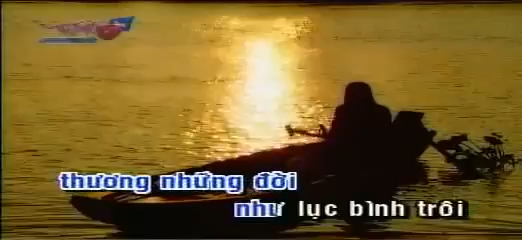 thương những đời
như lục bình trôi